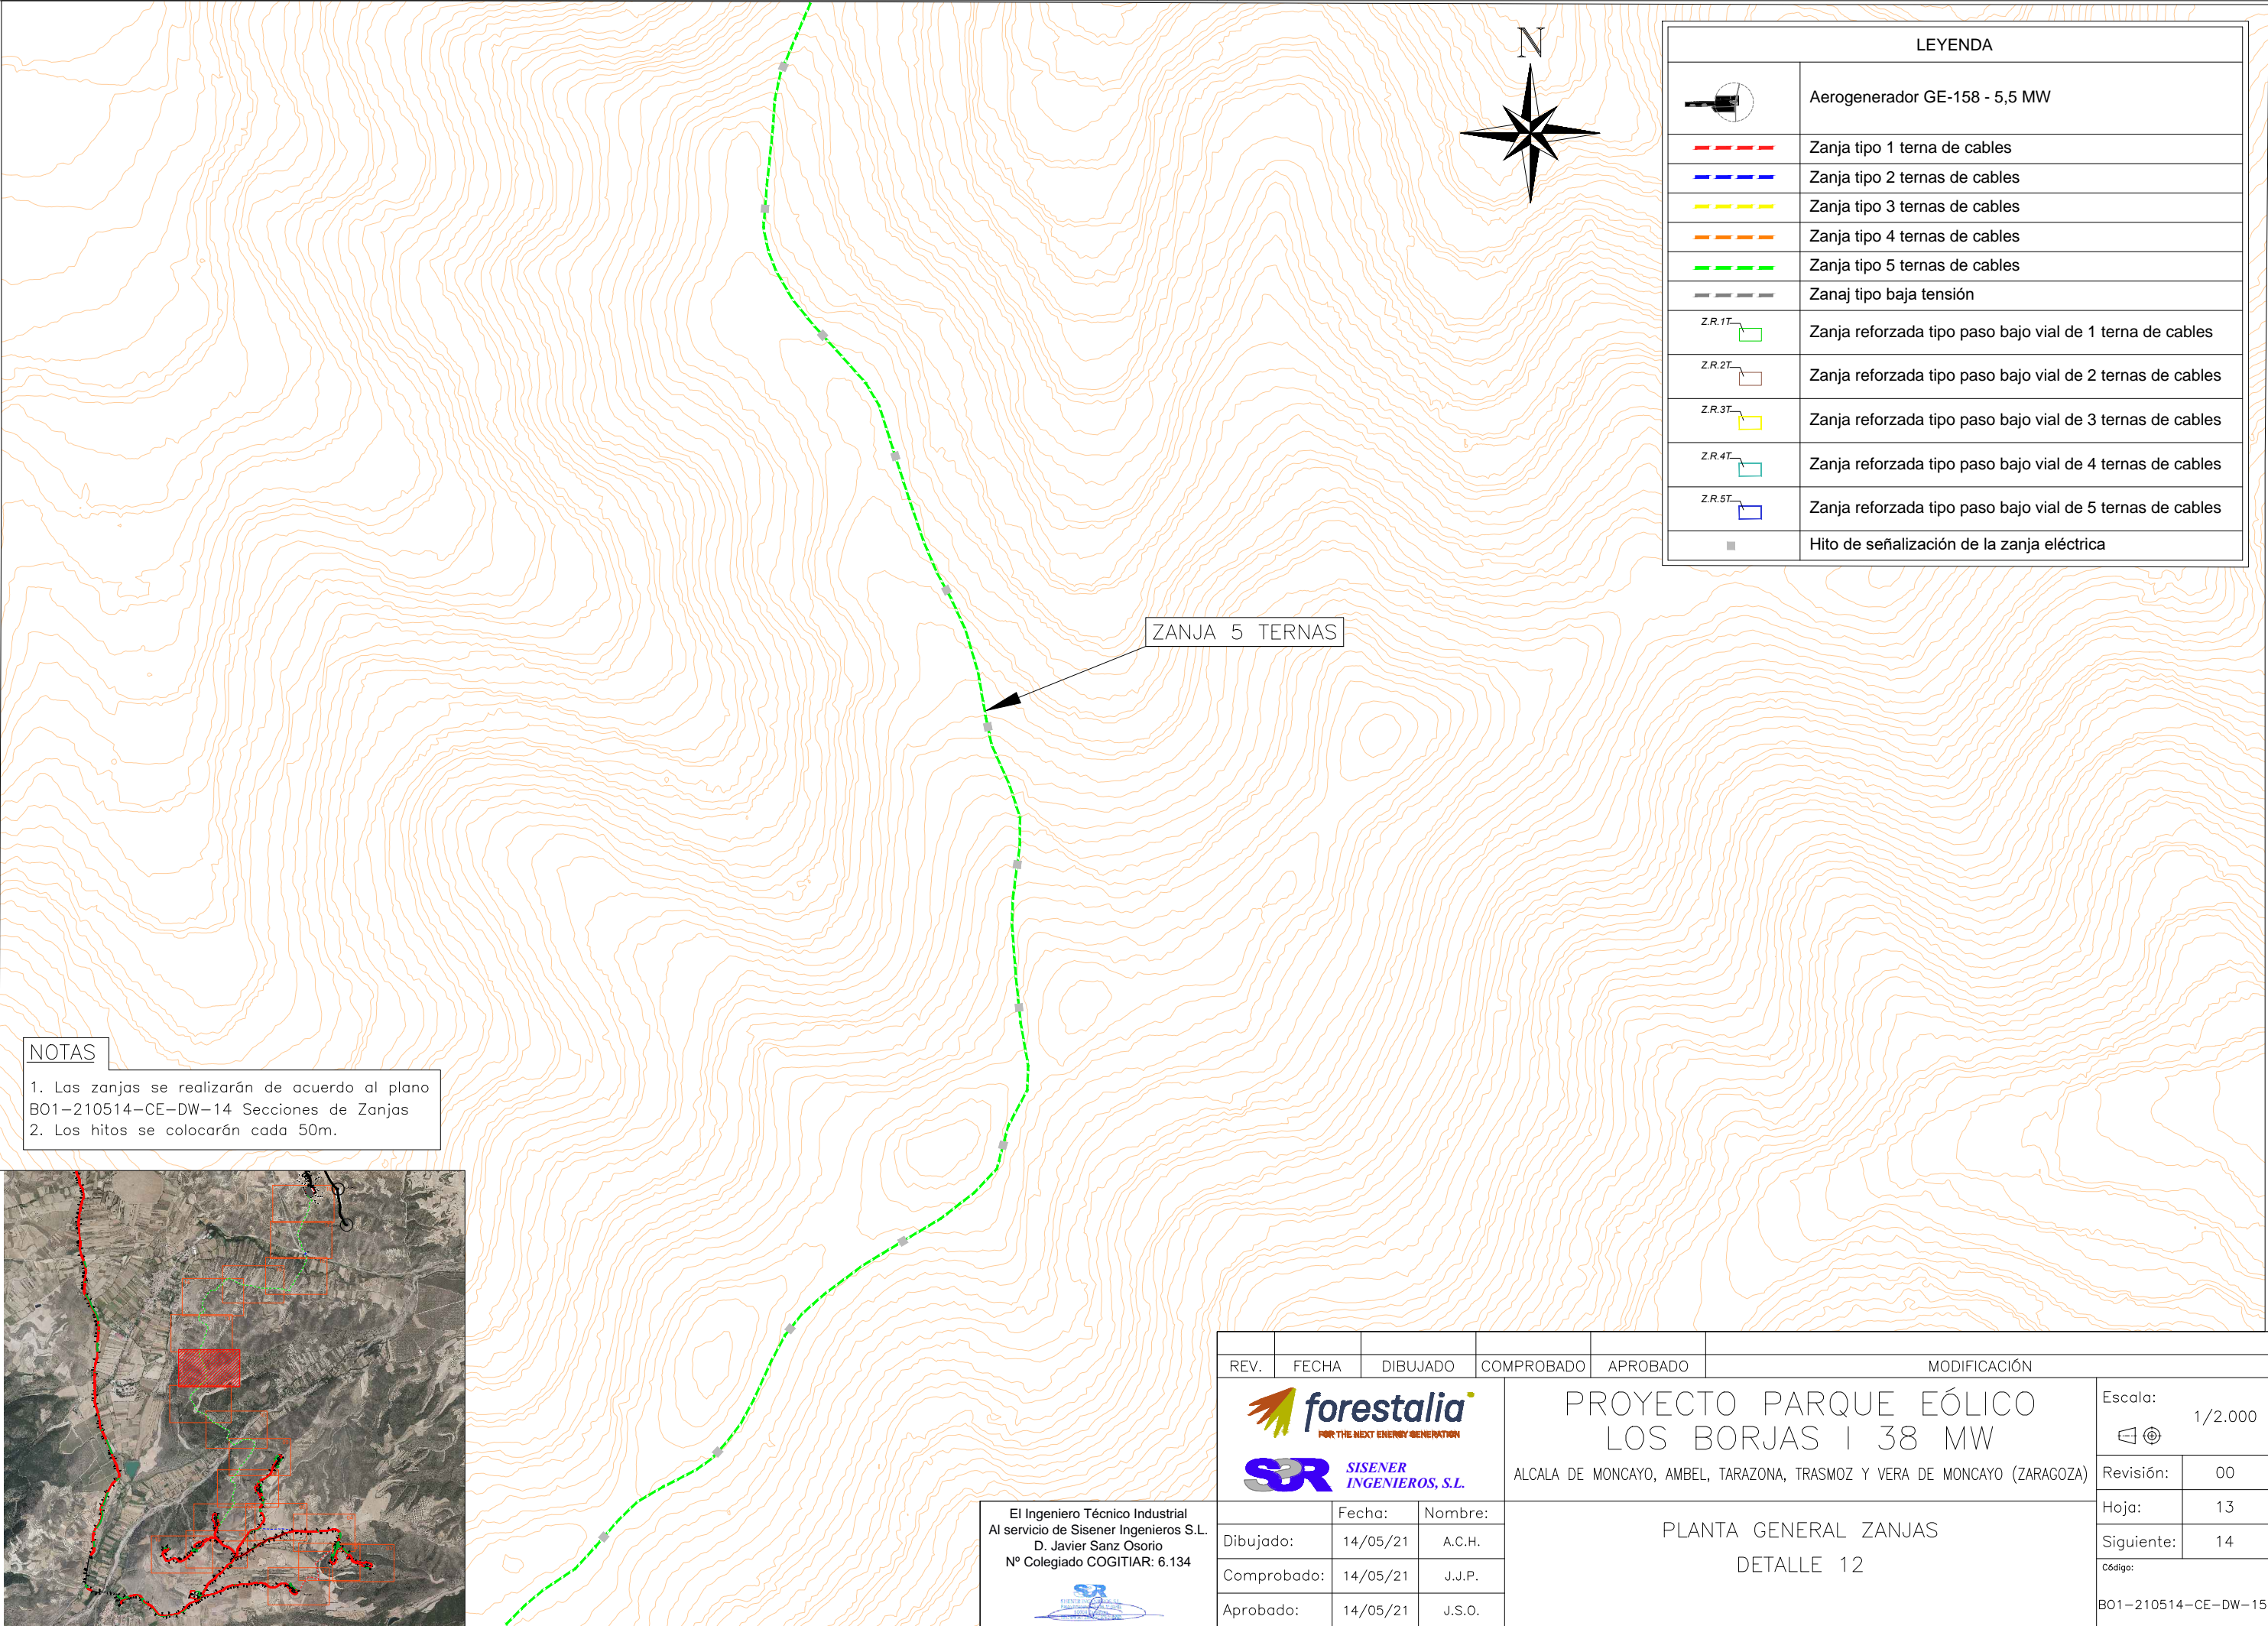 N
LEYENDA
Aerogenerador GE-158 - 5,5 MW
Zanja tipo 1 terna de cables
Zanja tipo 2 ternas de cables
Zanja tipo 3 ternas de cables
Zanja tipo 4 ternas de cables
Zanja tipo 5 ternas de cables
Zanaj tipo baja tensión
Z.R.1T
Zanja reforzada tipo paso bajo vial de 1 terna de cables
Z.R.2T
Zanja reforzada tipo paso bajo vial de 2 ternas de cables
Z.R.3T
Zanja reforzada tipo paso bajo vial de 3 ternas de cables
Z.R.4T
Zanja reforzada tipo paso bajo vial de 4 ternas de cables
Z.R.5T
Zanja reforzada tipo paso bajo vial de 5 ternas de cables
Hito de señalización de la zanja eléctrica
ZANJA 5 TERNAS
NOTAS
1. Las zanjas se realizarán de acuerdo al plano
BO1-210514-CE-DW-14 Secciones de Zanjas
2. Los hitos se colocarán cada 50m.
REV. FECHA DIBUJADO COMPROBADO APROBADO MODIFICACIÓN
forestalia
FOR THE NEXT ENERGY GENERATION
SISENER
INGENIEROS, S.L.
PROYECTO PARQUE EÓLICO
LOS BORJAS I 38 MW
ALCALA DE MONCAYO, AMBEL, TARAZONA, TRASMOZ Y VERA DE MONCAYO (ZARAGOZA)
Escala:
1/2.000
Revisión: 00
Hoja: 13
Siguiente: 14
Código:
BO1-210514-CE-DW-15
El Ingeniero Técnico Industrial
Al servicio de Sisener Ingenieros S.L.
D. Javier Sanz Osorio
Nº Colegiado COGITIAR: 6.134
Fecha: Nombre:
Dibujado: 14/05/21 A.C.H.
Comprobado: 14/05/21 J.J.P.
Aprobado: 14/05/21 J.S.O.
PLANTA GENERAL ZANJAS
DETALLE 12